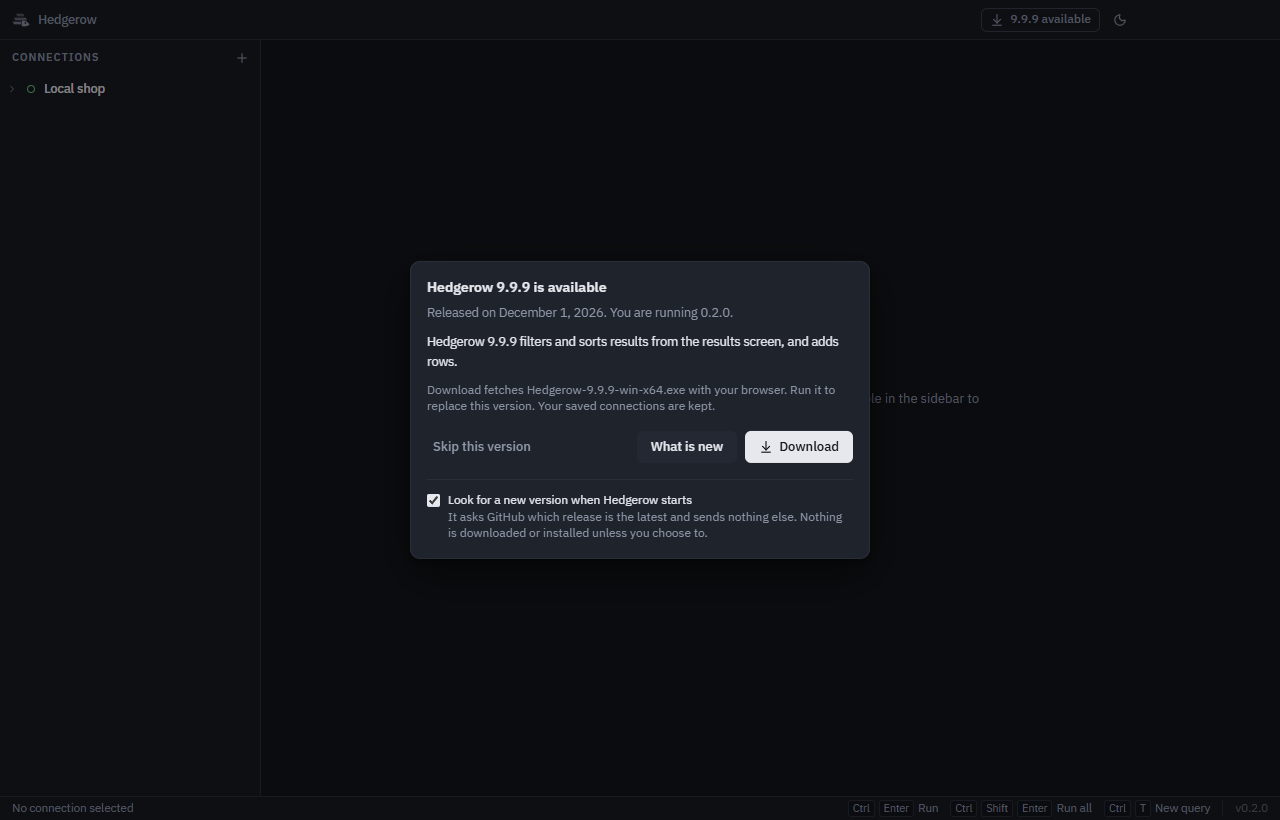 Hedgerow
9.9.9 available
CONNECTIONS
Local shop
Hedgerow 9.9.9 is available
Released on December 1, 2026. You are running 0.2.0.
Hedgerow 9.9.9 filters and sorts results from the results screen, and adds
rows.
Download fetches Hedgerow-9.9.9-win-x64.exe with your browser. Run it to
replace this version. Your saved connections are kept.
in the sidebar to
Skip this version
What is new
Download
Look for a new version when Hedgerow starts
It asks GitHub which release is the latest and sends nothing else. Nothing
is downloaded or installed unless you choose to.
No connection selected
Ctrl Enter Run Ctrl Shift Enter Run all Ctrl T New query v0.2.0